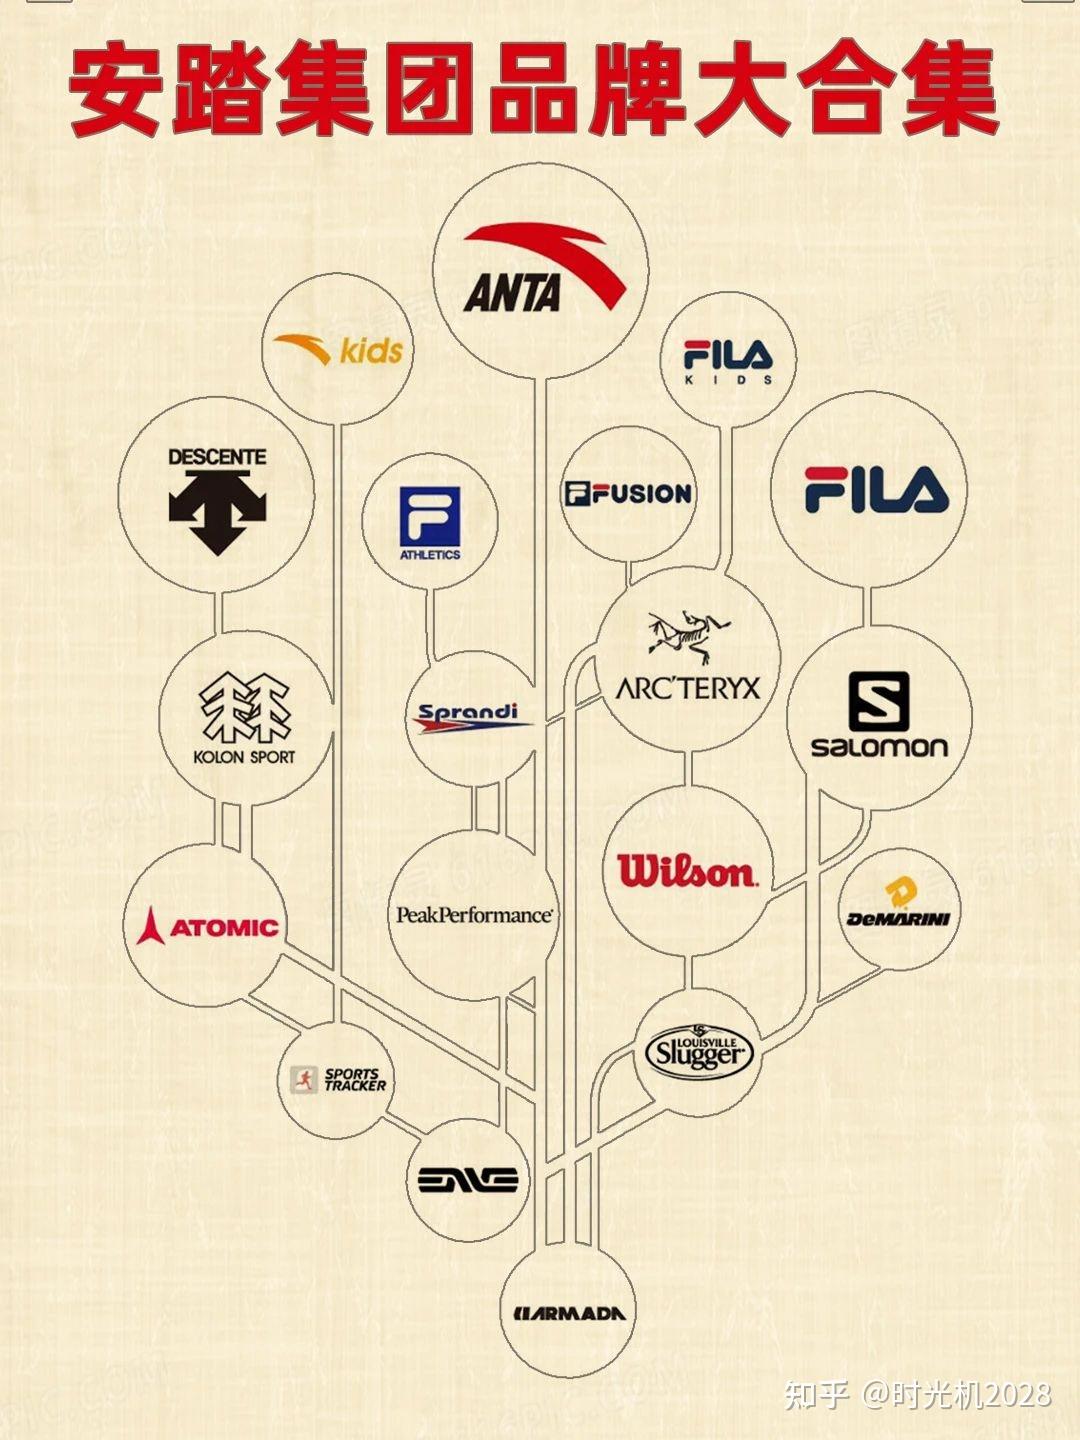 安踏集团品牌大合集
ANTA
kids
FILA
KIDS
DESCENTE
F
ATHLETICS
F FUSION
FILA
ARC'TERYX
KOLON SPORT
Sprandi
S
SALOMON
Wilson.
ATOMIC
PeakPerformance
D
DeMARINI
LS
LOUISVILLE
Slugger
SPORTS
TRACKER
ARMADA
知乎 @时光机2028